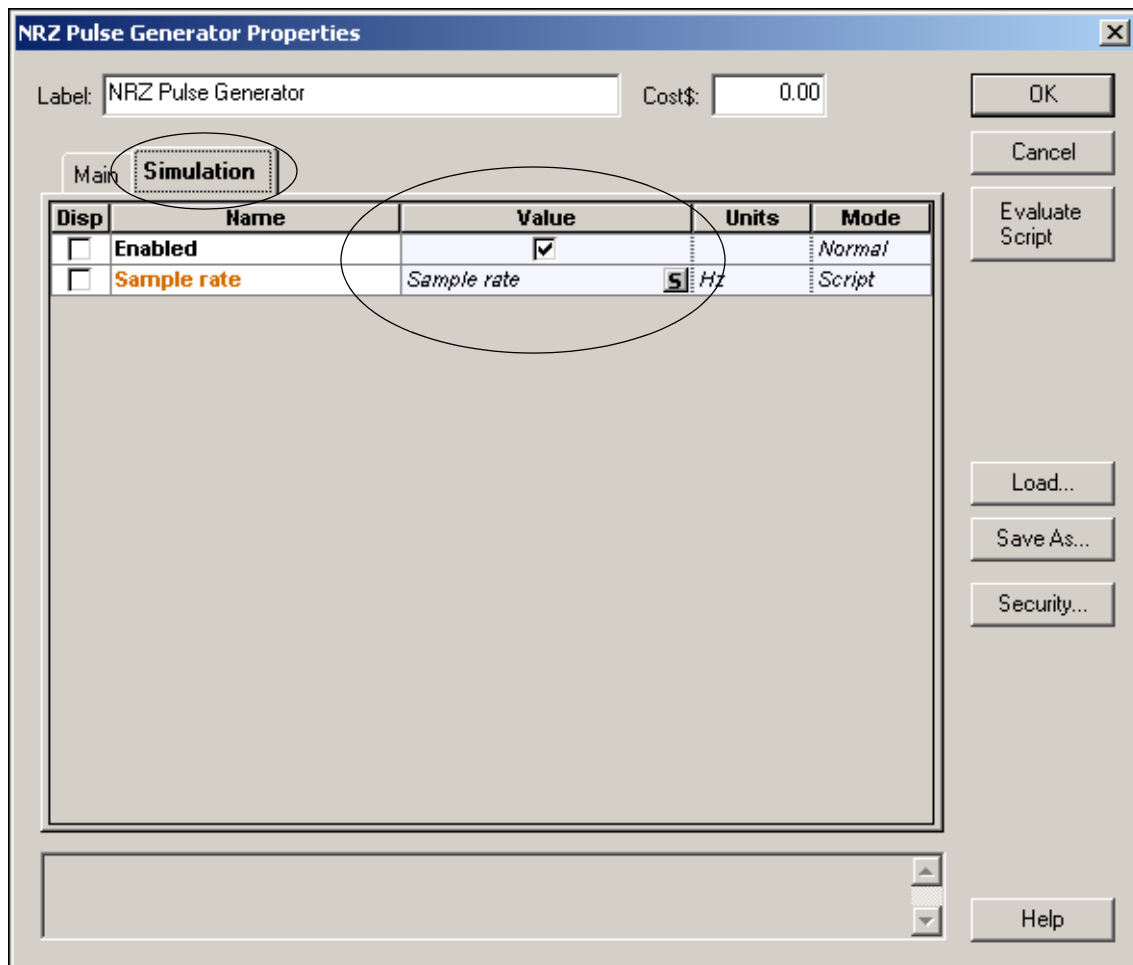 NRZ Pulse Generator Properties
Label: NRZ Pulse Generator Cost$: 0.00 OK
Cancel
Main Simulation
Disp Name Value Units Mode Evaluate Script
Enabled Normal
Sample rate Sample rate S Hz Script
Load...
Save As...
Security...
Help